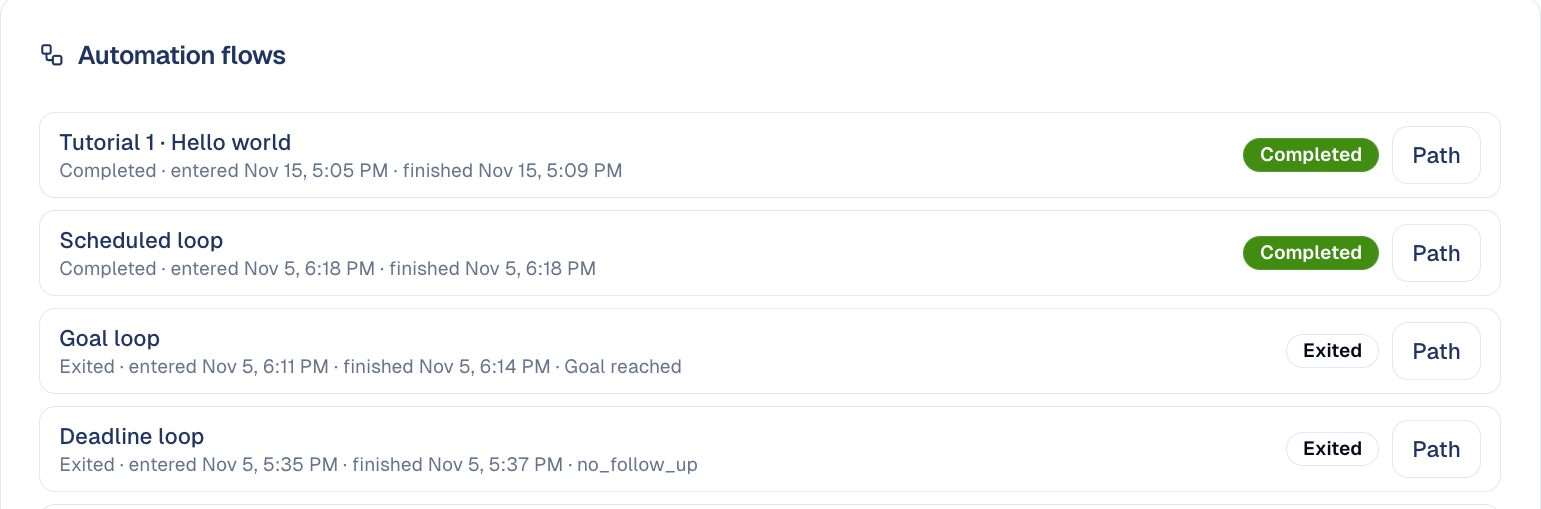 Automation flows
Tutorial 1 · Hello world
Completed · entered Nov 15, 5:05 PM · finished Nov 15, 5:09 PM
Completed
Path
Scheduled loop
Completed · entered Nov 5, 6:18 PM · finished Nov 5, 6:18 PM
Completed
Path
Goal loop
Exited · entered Nov 5, 6:11 PM · finished Nov 5, 6:14 PM · Goal reached
Exited
Path
Deadline loop
Exited · entered Nov 5, 5:35 PM · finished Nov 5, 5:37 PM · no_follow_up
Exited
Path